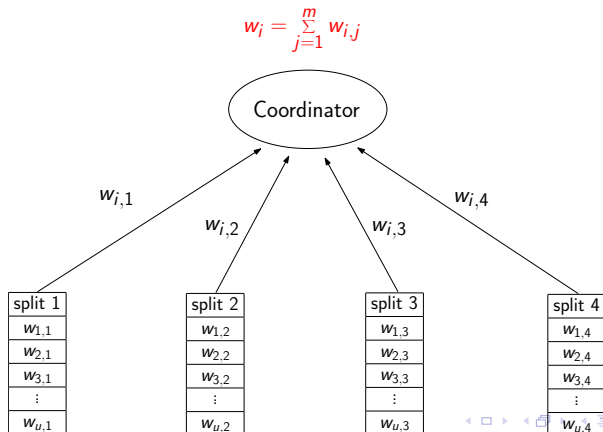 w_i = \sum_{j=1}^{m} w_{i,j}
Coordinator
w_{i,1}
w_{i,2}
w_{i,3}
w_{i,4}
split 1
w_{1,1}
w_{2,1}
w_{3,1}
⋮
w_{u,1}
split 2
w_{1,2}
w_{2,2}
w_{3,2}
⋮
w_{u,2}
split 3
w_{1,3}
w_{2,3}
w_{3,3}
⋮
w_{u,3}
split 4
w_{1,4}
w_{2,4}
w_{3,4}
⋮
w_{u,4}